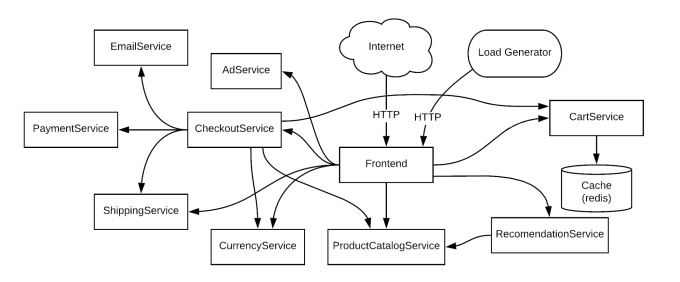 EmailService
Internet
Load Generator
AdService
HTTP
HTTP
PaymentService
CheckoutService
CartService
Frontend
Cache
(redis)
ShippingService
CurrencyService
ProductCatalogService
RecomendationService